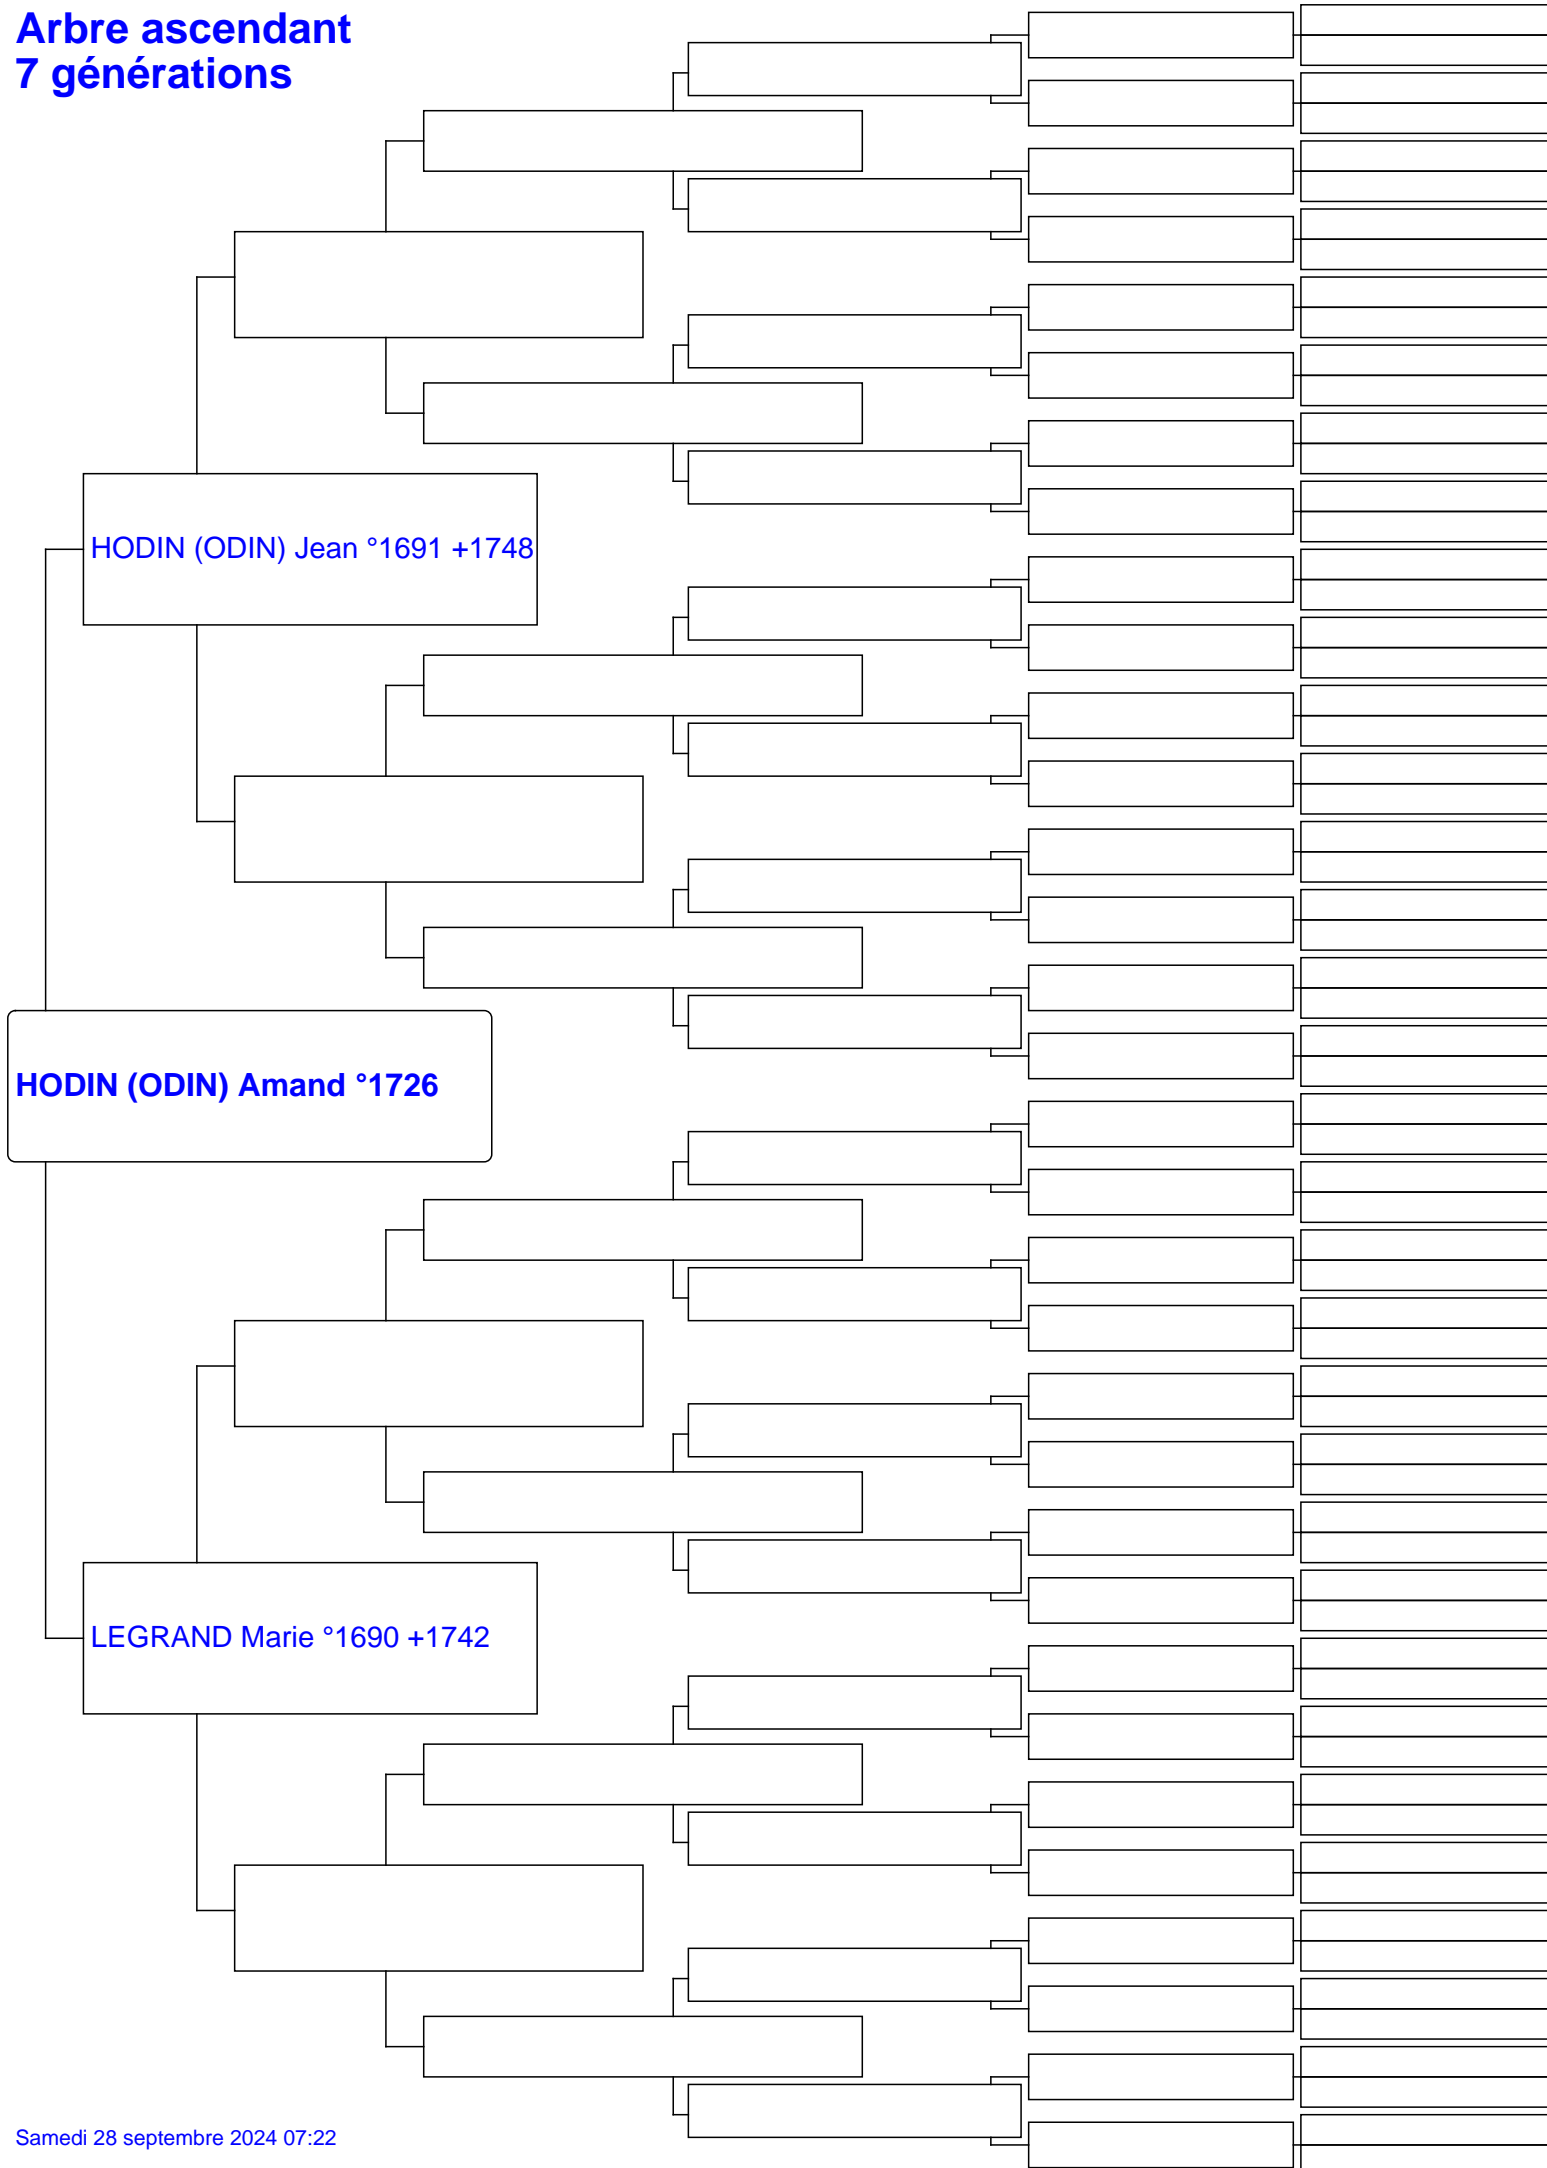 Arbre ascendant
7 générations
HODIN (ODIN) Jean °1691 +1748
HODIN (ODIN) Amand °1726
LEGRAND Marie °1690 +1742
Samedi 28 septembre 2024 07:22